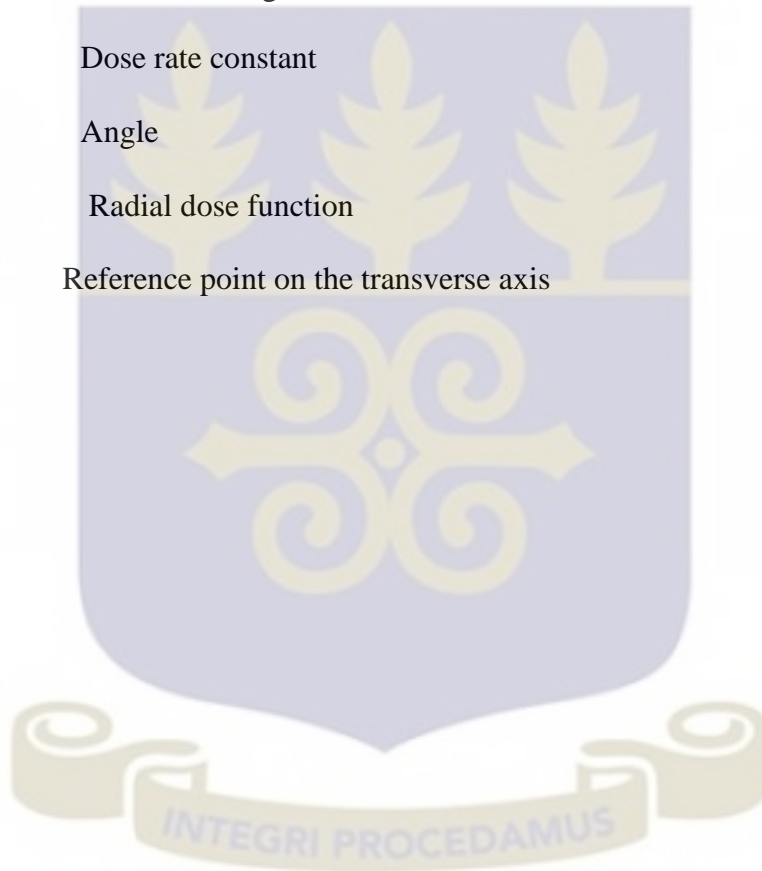 Dose rate constant
Angle
Radial dose function
Reference point on the transverse axis
INTEGRI PROCEDAMUS